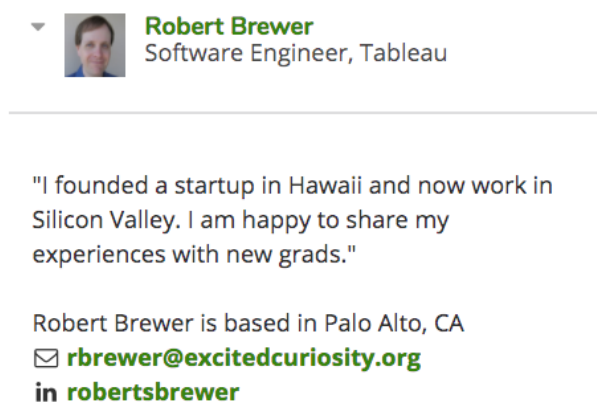 Robert Brewer
Software Engineer, Tableau
"I founded a startup in Hawaii and now work in
Silicon Valley. I am happy to share my
experiences with new grads."
Robert Brewer is based in Palo Alto, CA
rbrewer@excitedcuriosity.org
in robertsbrewer